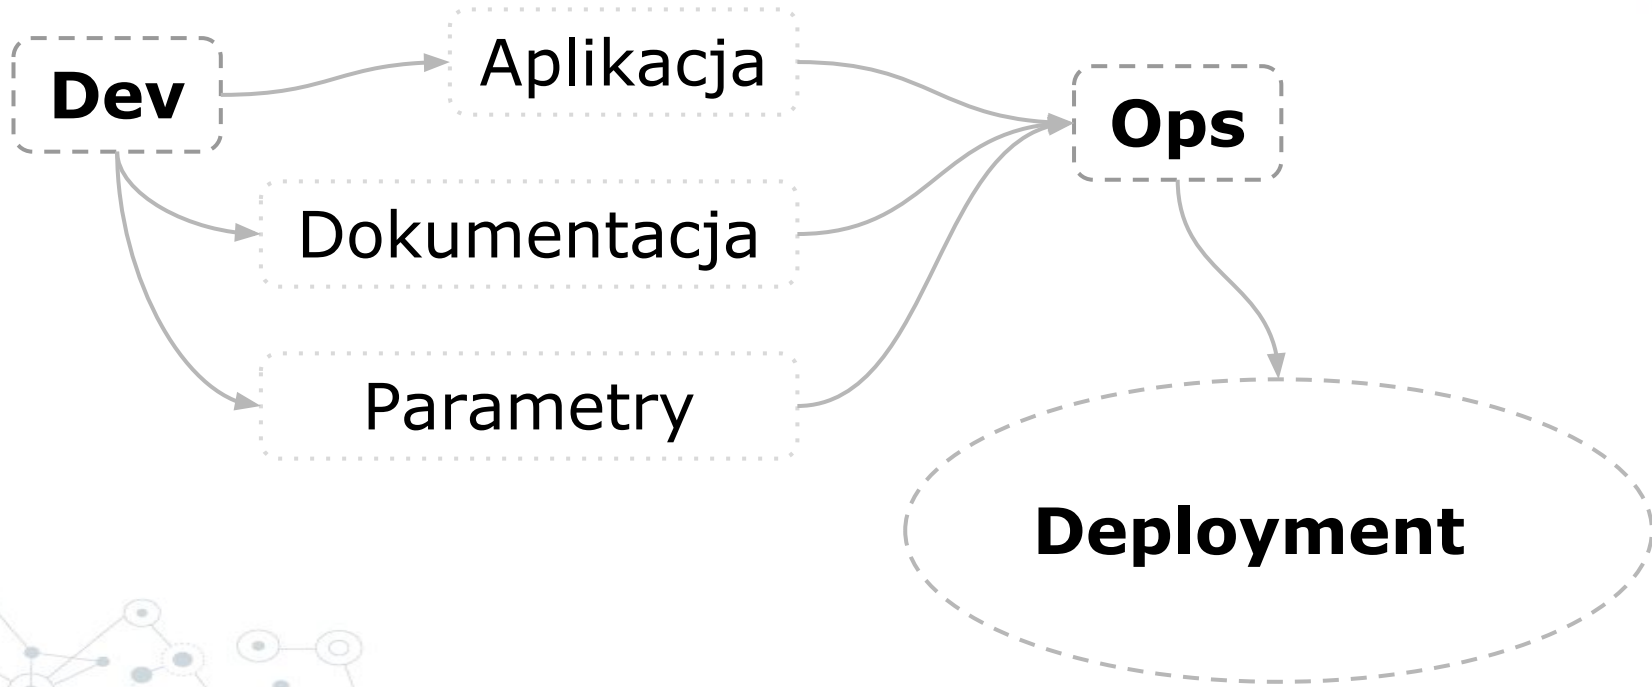 Dev
Aplikacja
Ops
Dokumentacja
Parametry
Deployment